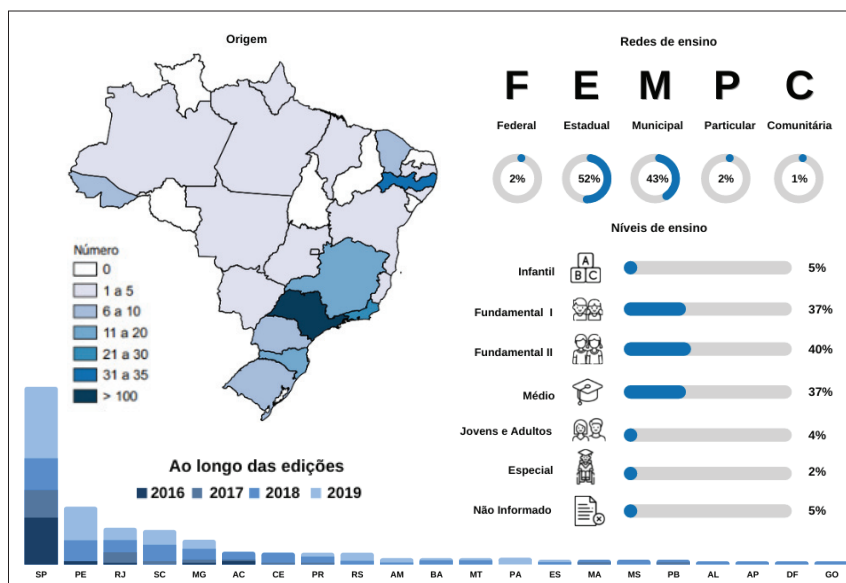 Origem
Número
0
1 a 5
6 a 10
11 a 20
21 a 30
31 a 35
> 100
Redes de ensino
F E M P C
Federal Estadual Municipal Particular Comunitária
2% 52% 43% 2% 1%
Níveis de ensino
A
B C
Infantil 5%
Fundamental I 37%
Fundamental II 40%
Médio 37%
Jovens e Adultos 4%
Especial 2%
Não Informado 5%
Ao longo das edições
2016 2017 2018 2019
SP PE RJ SC MG AC CE PR RS AM BA MT PA ES MA MS PB AL AP DF GO